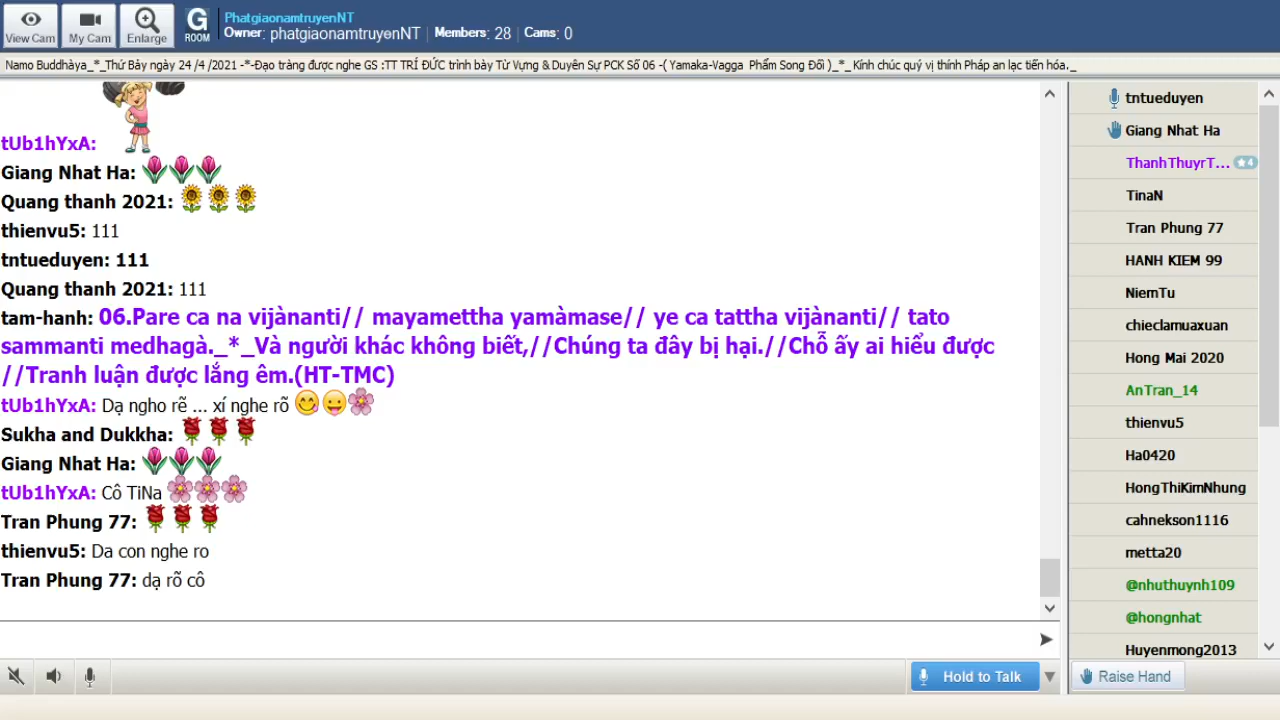 View Cam
My Cam
Enlarge
G
ROOM
PhatgiaonamtruyenNT
Owner: phatgiaonamtruyenNT | Members: 28 | Cams: 0
Namo Buddhàya_*_Thứ Bảy ngày 24 /4 /2021 -*-Đạo tràng được nghe GS :TT TRÍ ĐỨC trình bày Từ Vựng & Duyên Sự PCK Số 06 -( Yamaka-Vagga Phẩm Song Đối )_*_ Kính chúc quý vị thính Pháp an lạc tiến hóa._
tUb1hYxA:
Giang Nhat Ha:
Quang thanh 2021:
thienvu5: 111
tntueduyen: 111
Quang thanh 2021: 111
tam-hanh: 06.Pare ca na vijànanti// mayamettha yamàmase// ye ca tattha vijànanti// tato
sammanti medhagà._*_Và người khác không biết,//Chúng ta đây bị hại.//Chỗ ấy ai hiểu được
//Tranh luận được lắng êm.(HT-TMC)
tUb1hYxA: Dạ ngho rẽ ... xí nghe rõ
Sukha and Dukkha:
Giang Nhat Ha:
tUb1hYxA: Cô TiNa
Tran Phung 77:
thienvu5: Da con nghe ro
Tran Phung 77: dạ rõ cô
tntueduyen
Giang Nhat Ha
ThanhThuyrT... 4
TinaN
Tran Phung 77
HANH KIEM 99
NiemTu
chieclamuaxuan
Hong Mai 2020
AnTran_14
thienvu5
Ha0420
HongThiKimNhung
cahnekson1116
metta20
@nhuthuynh109
@hongnhat
Huyenmong2013
Hold to Talk
Raise Hand